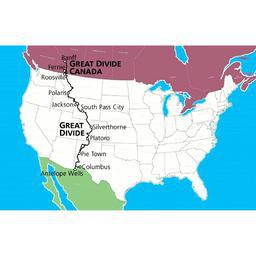 Banff
GREAT DIVIDE
CANADA
Fernie
Roosville
Polaris
Jackson
South Pass City
GREAT
DIVIDE
Silverthorne
Platoro
Pie Town
Columbus
Antelope Wells